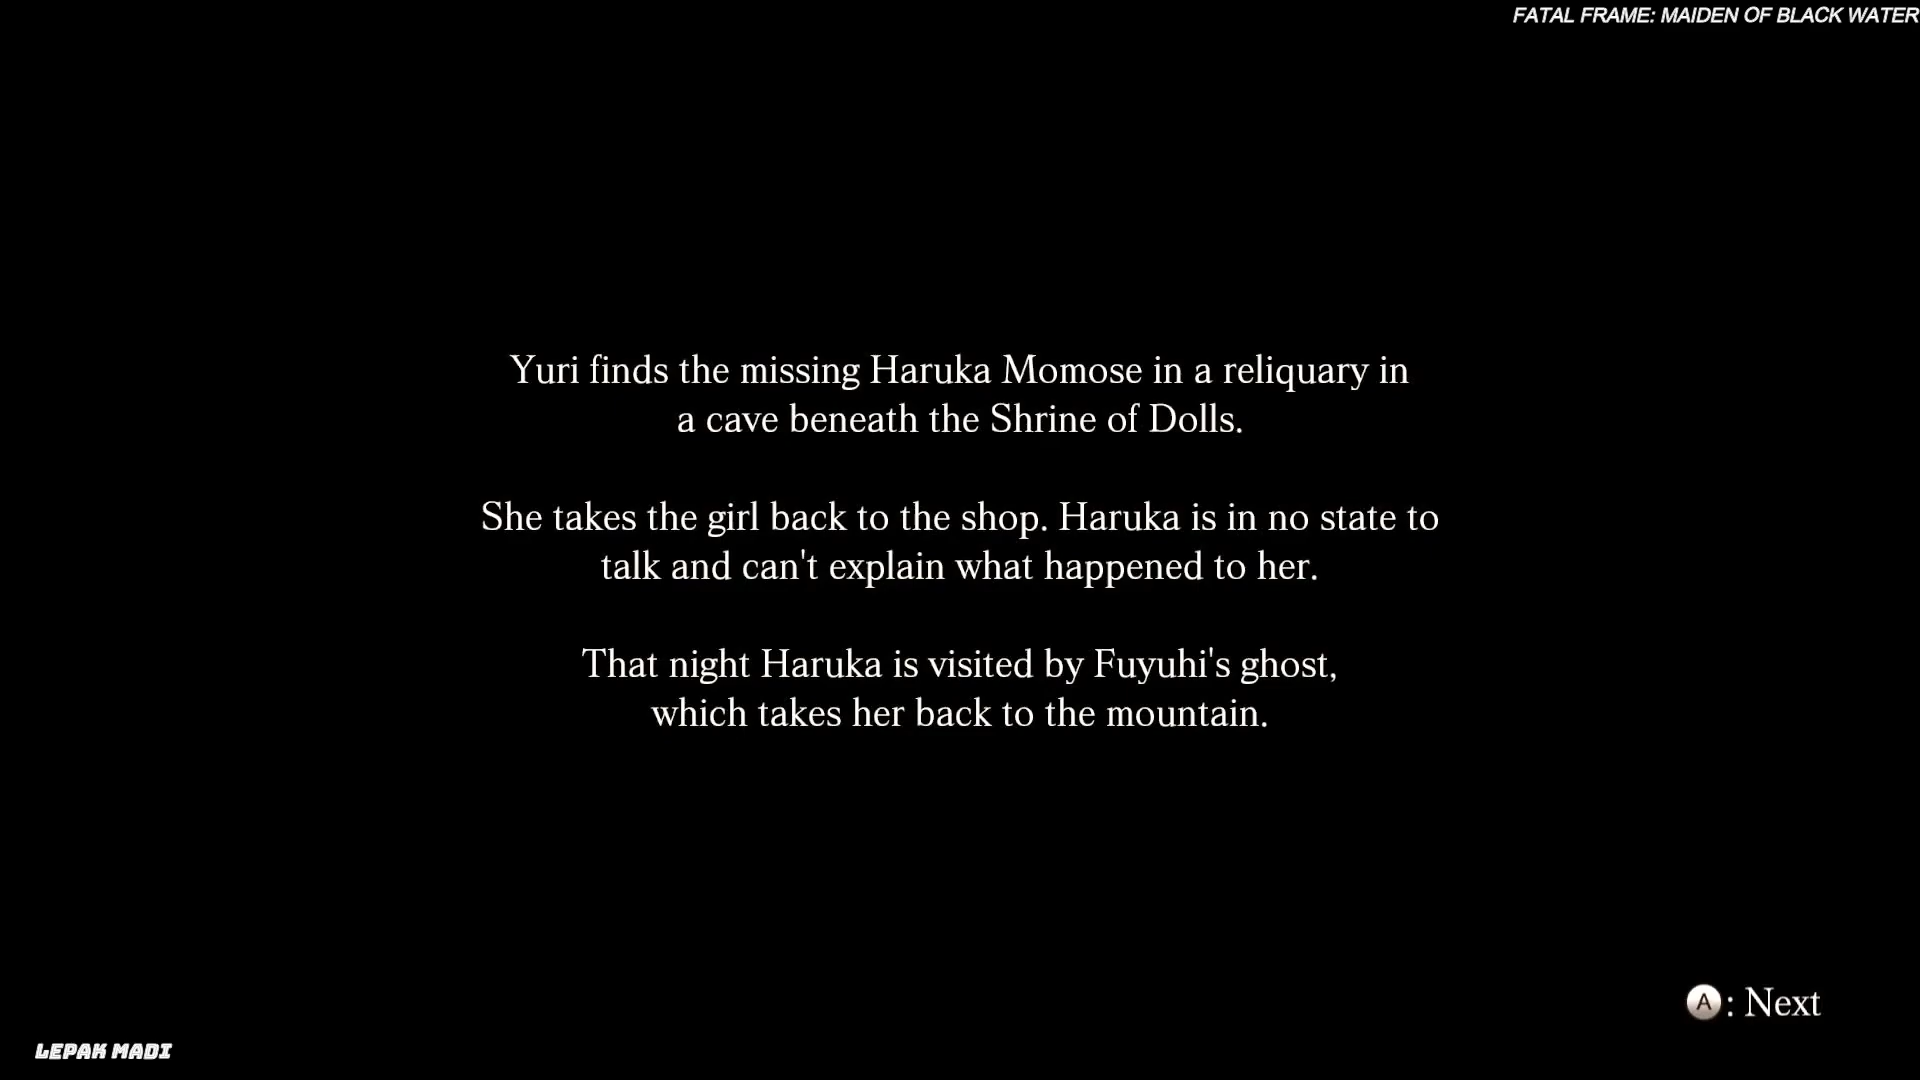 FATAL FRAME: MAIDEN OF BLACK WATER
Yuri finds the missing Haruka Momose in a reliquary in
a cave beneath the Shrine of Dolls.
She takes the girl back to the shop. Haruka is in no state to
talk and can't explain what happened to her.
That night Haruka is visited by Fuyuhi's ghost,
which takes her back to the mountain.
A: Next
LEPAK MADI